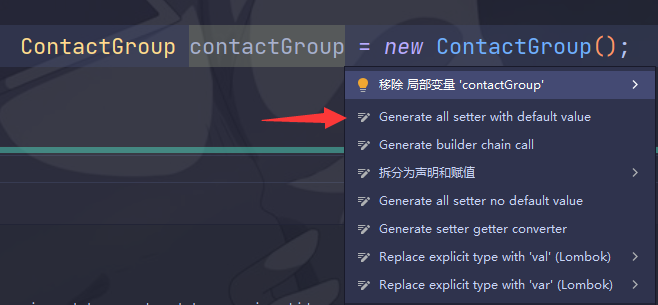 ContactGroup contactGroup = new ContactGroup();
移除 局部变量 'contactGroup'
Generate all setter with default value
Generate builder chain call
拆分为声明和赋值
Generate all setter no default value
Generate setter getter converter
Replace explicit type with 'val' (Lombok)
Replace explicit type with 'var' (Lombok)